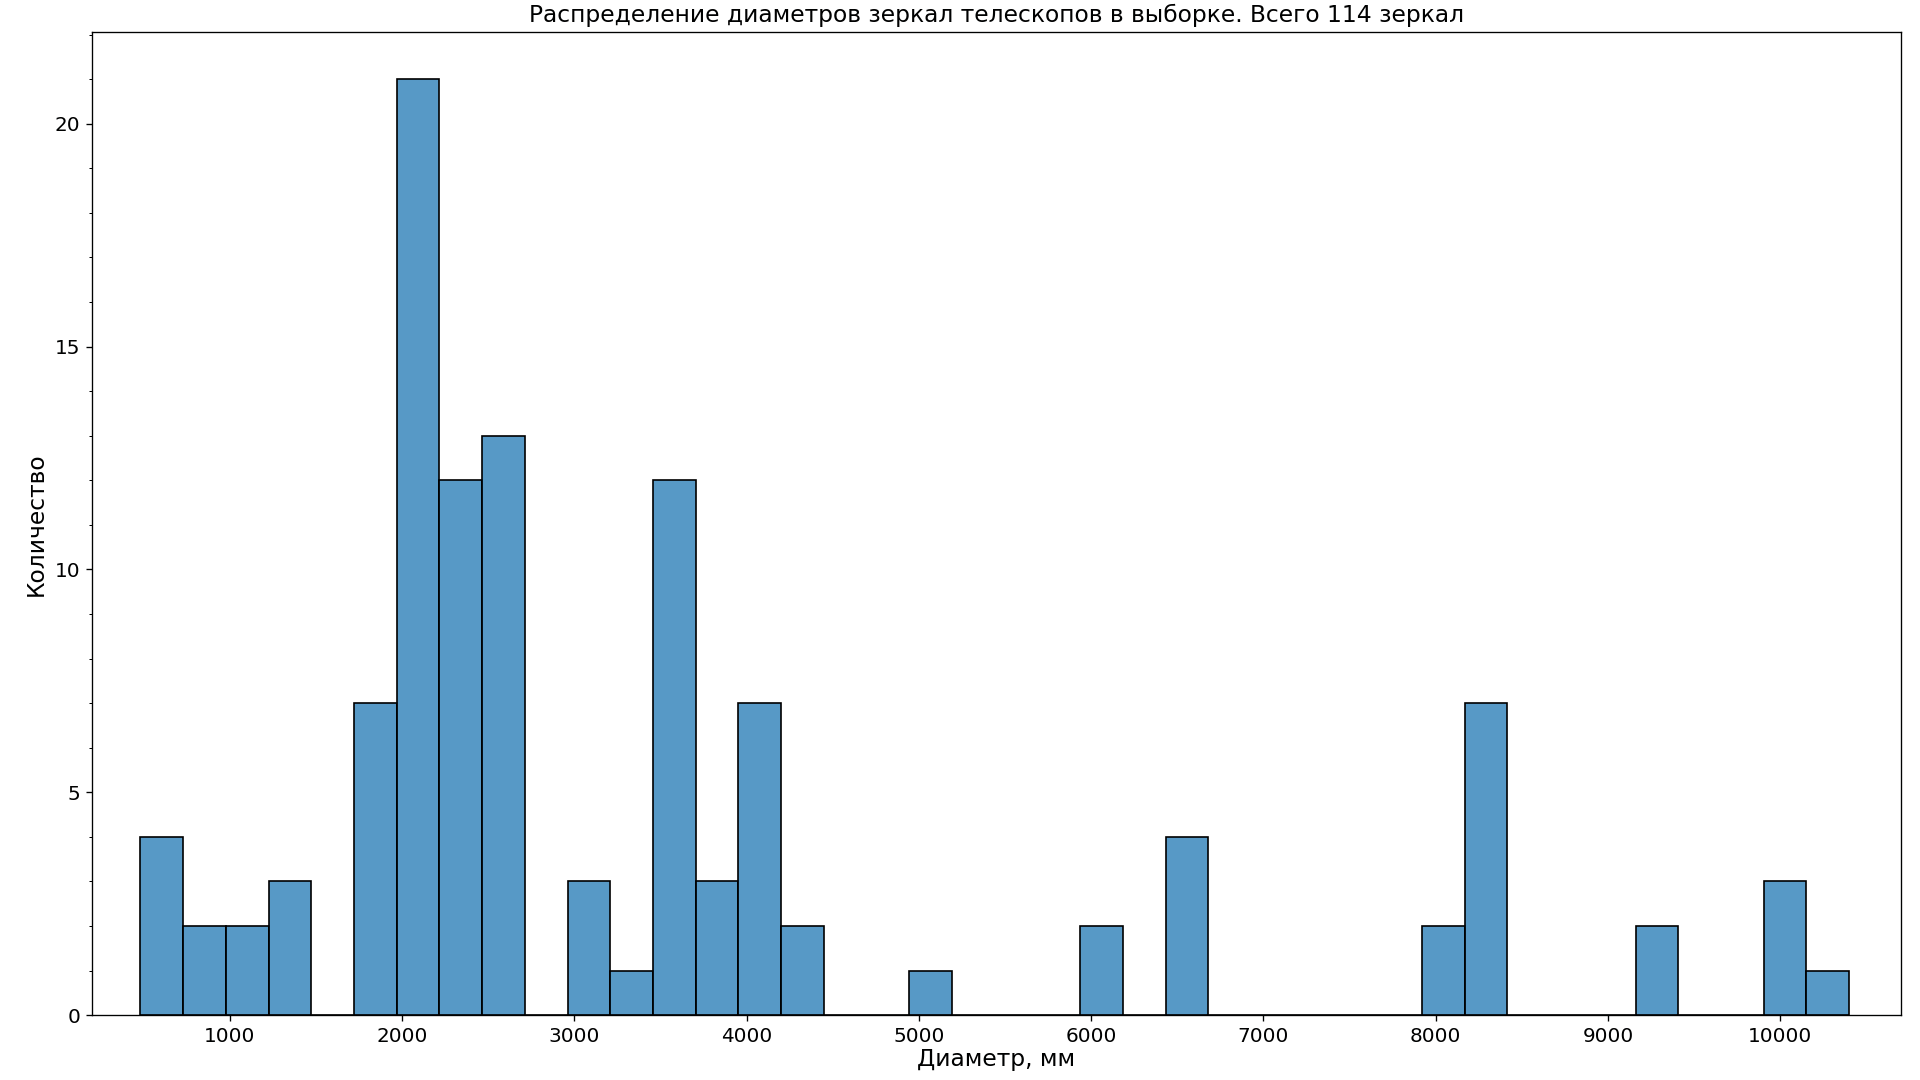 Распределение диаметров зеркал телескопов в выборке. Всего 114 зеркал
Количество
20
15
10
5
0
1000 2000 3000 4000 5000 6000 7000 8000 9000 10000
Диаметр, мм